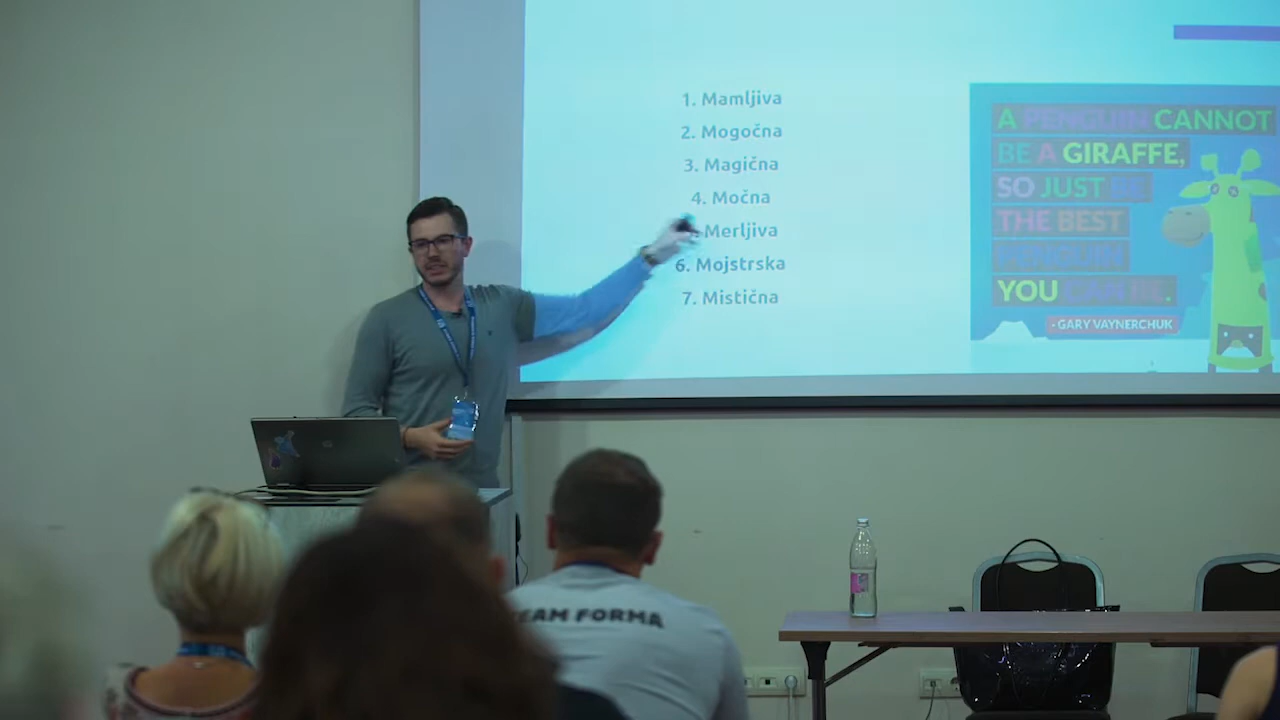 1. Mamljiva
2. Mogočna
3. Magična
4. Močna
Merljiva
6. Mojstrska
7. Mistična
A PENGUIN CANNOT
BE A GIRAFFE,
SO JUST BE
THE BEST
PENGUIN
YOU CAN BE.
- GARY VAYNERCHUK
TEAM FORMA